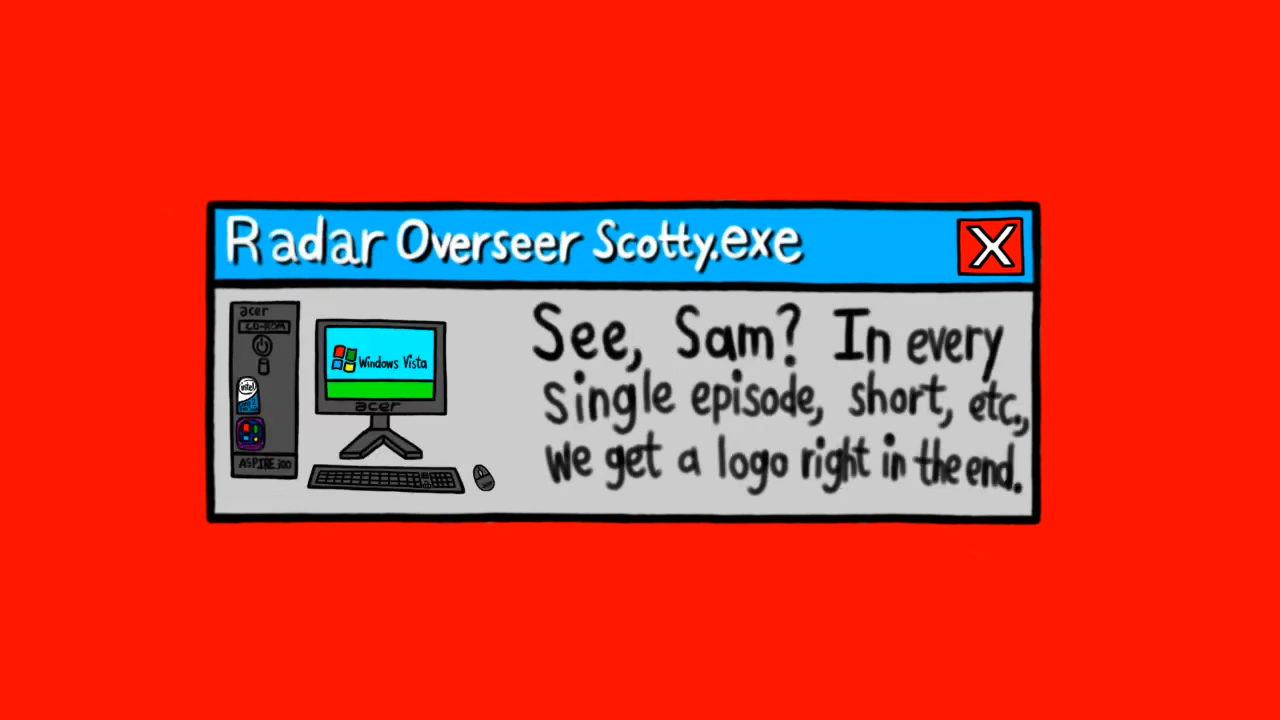 Radar Overseer Scotty.exe
X
acer
CD-ROM
intel
ASPIRE 300
Windows Vista
acer
See, Sam? In every
single episode, short, etc.,
we get a logo right in the end.